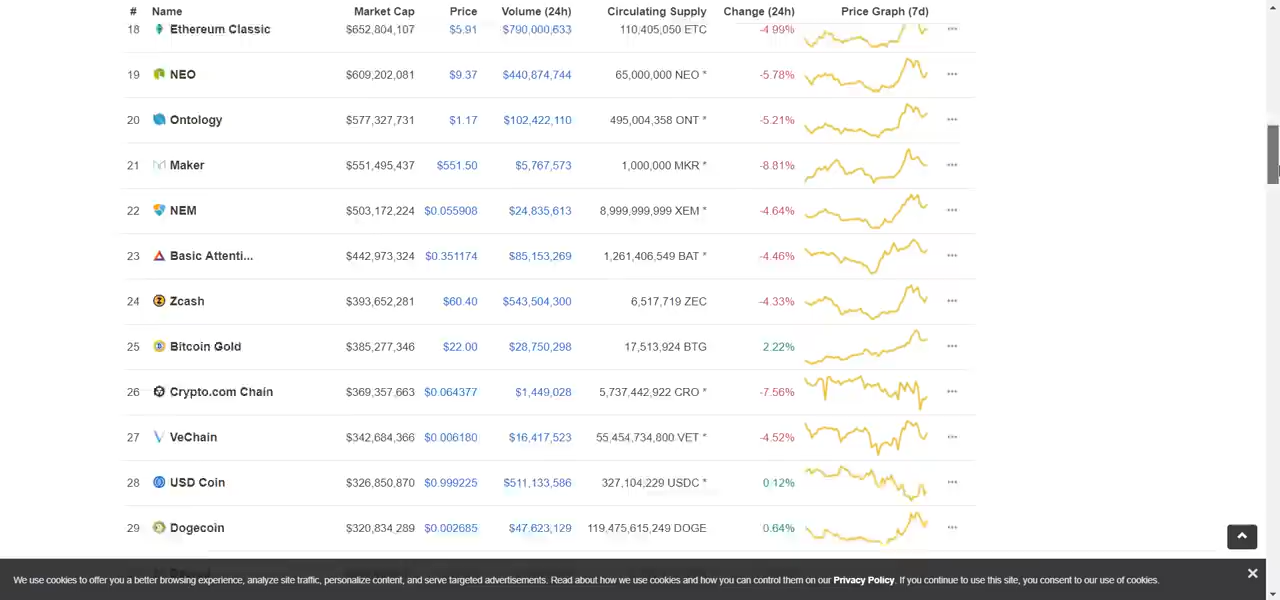 # Name Market Cap Price Volume (24h) Circulating Supply Change (24h) Price Graph (7d)
18 Ethereum Classic $652,804,107 $5.91 $790,000,633 110,405,050 ETC -4.99%
19 NEO $609,202,081 $9.37 $440,874,744 65,000,000 NEO * -5.78%
20 Ontology $577,327,731 $1.17 $102,422,110 495,004,358 ONT * -5.21%
21 Maker $551,495,437 $551.50 $5,767,573 1,000,000 MKR * -8.81%
22 NEM $503,172,224 $0.055908 $24,835,613 8,999,999,999 XEM * -4.64%
23 Basic Attenti... $442,973,324 $0.351174 $85,153,269 1,261,406,549 BAT * -4.46%
24 Zcash $393,652,281 $60.40 $543,504,300 6,517,719 ZEC -4.33%
25 Bitcoin Gold $385,277,346 $22.00 $28,750,298 17,513,924 BTG 2.22%
26 Crypto.com Chain $369,357,663 $0.064377 $1,449,028 5,737,442,922 CRO * -7.56%
27 VeChain $342,684,366 $0.006180 $16,417,523 55,454,734,800 VET * -4.52%
28 USD Coin $326,850,870 $0.999225 $511,133,586 327,104,229 USDC * 0.12%
29 Dogecoin $320,834,289 $0.002685 $47,623,129 119,475,615,249 DOGE 0.64%
We use cookies to offer you a better browsing experience, analyze site traffic, personalize content, and serve targeted advertisements. Read about how we use cookies and how you can control them on our Privacy Policy. If you continue to use this site, you consent to our use of cookies.